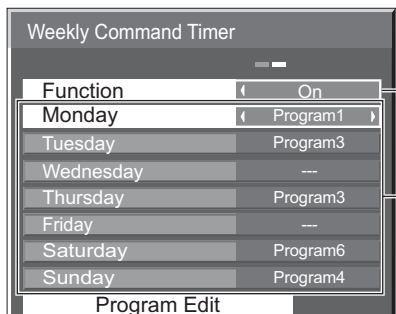 Weekly Command Timer
Function On
Monday Program1
Tuesday Program3
Wednesday ---
Thursday Program3
Friday ---
Saturday Program6
Sunday Program4
Program Edit